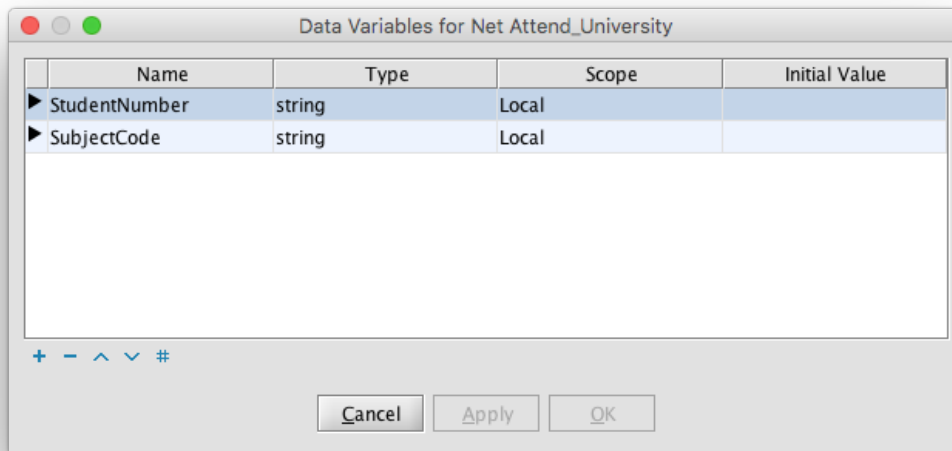 Data Variables for Net Attend_University
Name Type Scope Initial Value
StudentNumber string Local
SubjectCode string Local
Cancel Apply OK